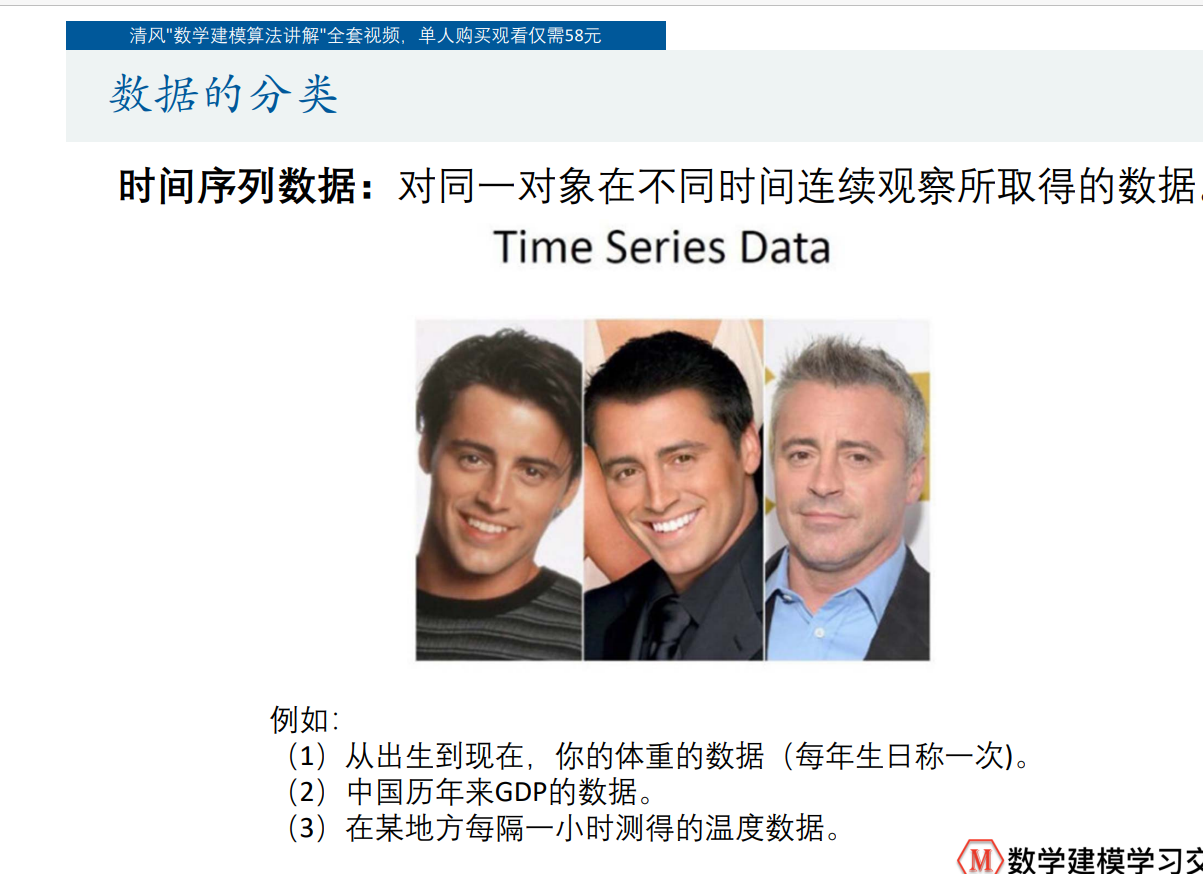 清风"数学建模算法讲解"全套视频，单人购买观看仅需58元
数据的分类
时间序列数据：对同一对象在不同时间连续观察所取得的数据.
Time Series Data
例如：
（1）从出生到现在，你的体重的数据（每年生日称一次)。
（2）中国历年来GDP的数据。
（3）在某地方每隔一小时测得的温度数据。
M 数学建模学习交